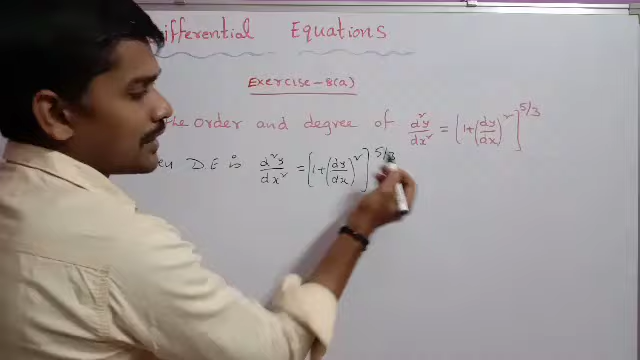 ifferential Equations
Exercise-8(a)
the order and degree of d²y/dx² = [1+(dy/dx)²]^5/3
en D.E is d²y/dx² = [1+(dy/dx)²]^5/3